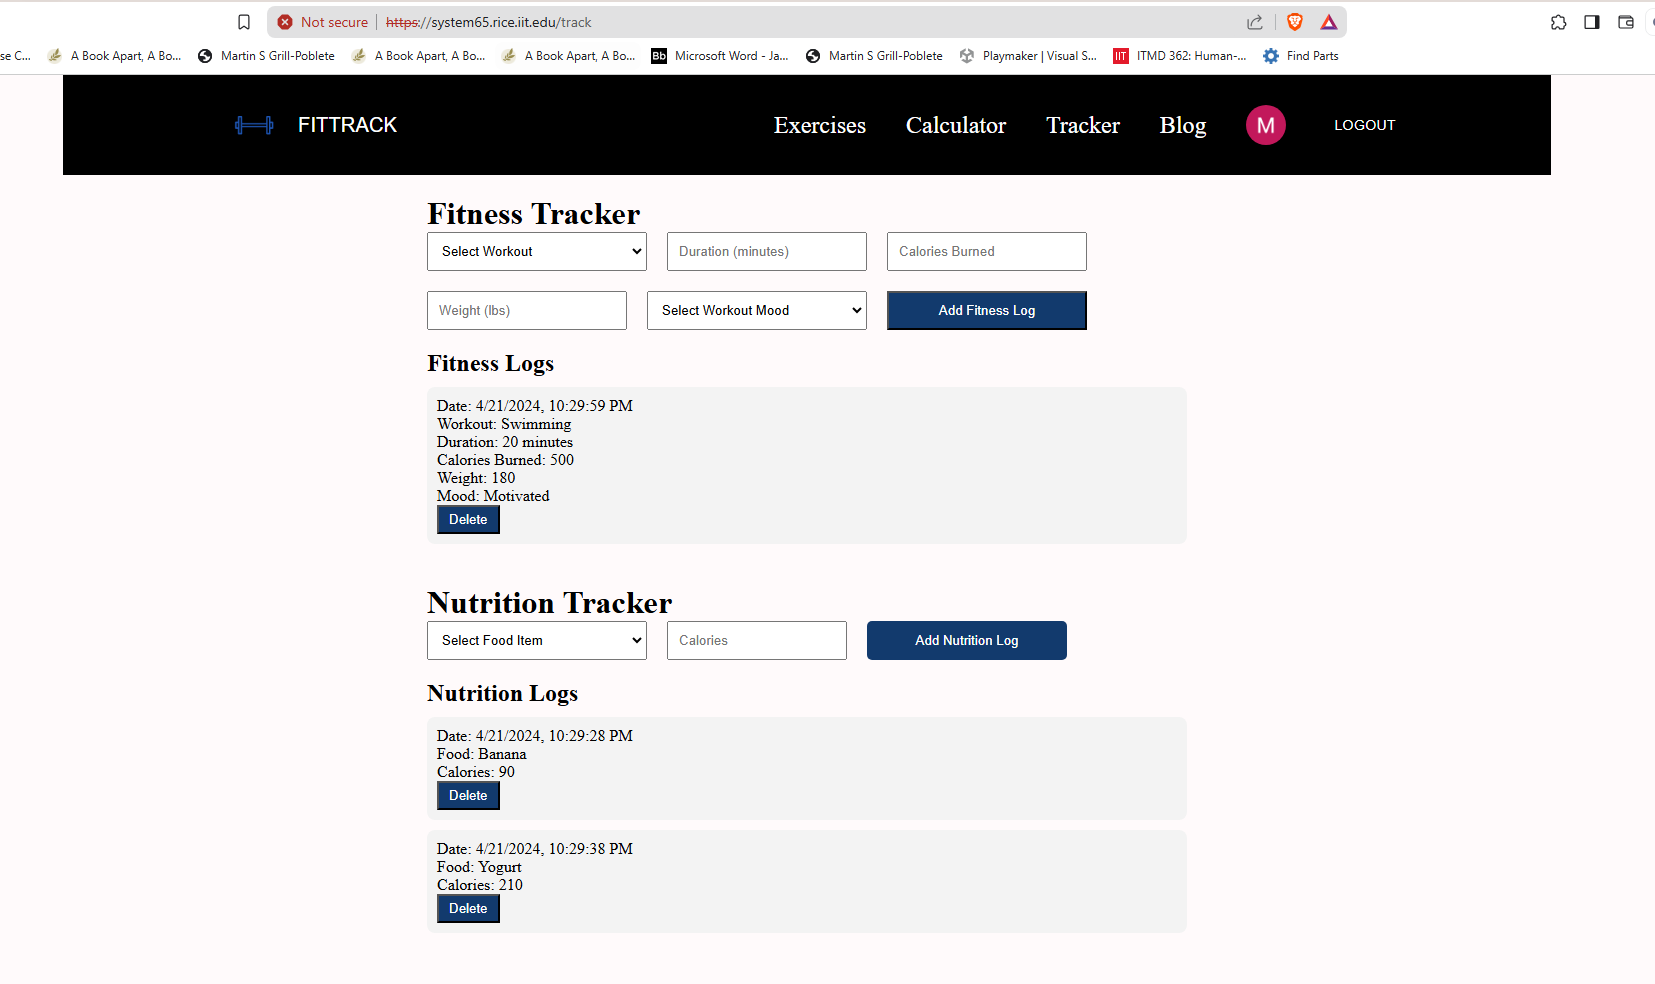 Not secure https://system65.rice.iit.edu/track
se C... A Book Apart, A Bo... Martin S Grill-Poblete A Book Apart, A Bo... A Book Apart, A Bo... Bb Microsoft Word - Ja... Martin S Grill-Poblete Playmaker | Visual S... IIT ITMD 362: Human-... Find Parts
FITTRACK Exercises Calculator Tracker Blog M LOGOUT
Fitness Tracker
Select Workout Duration (minutes) Calories Burned
Weight (lbs) Select Workout Mood Add Fitness Log
Fitness Logs
Date: 4/21/2024, 10:29:59 PM
Workout: Swimming
Duration: 20 minutes
Calories Burned: 500
Weight: 180
Mood: Motivated
Delete
Nutrition Tracker
Select Food Item Calories Add Nutrition Log
Nutrition Logs
Date: 4/21/2024, 10:29:28 PM
Food: Banana
Calories: 90
Delete
Date: 4/21/2024, 10:29:38 PM
Food: Yogurt
Calories: 210
Delete